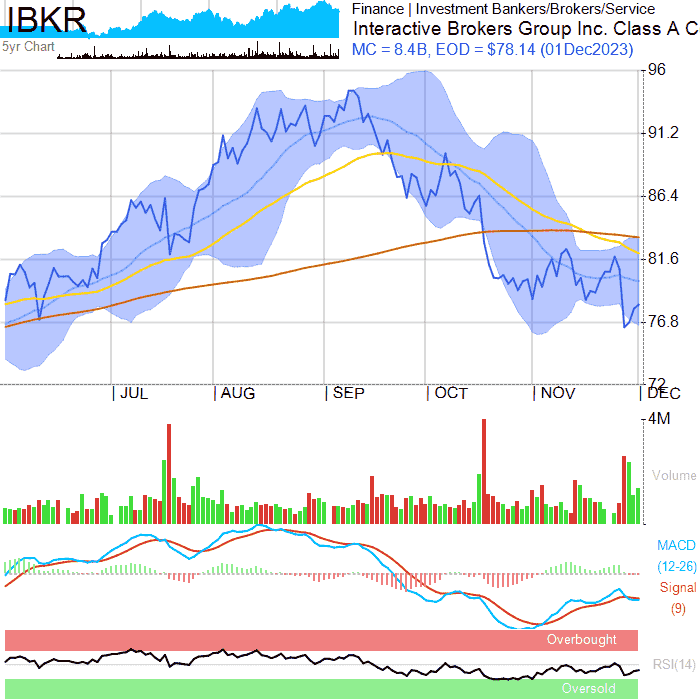 IBKR
5yr Chart
Finance | Investment Bankers/Brokers/Service
Interactive Brokers Group Inc. Class A C
MC = 8.4B, EOD = $78.14 (01Dec2023)
96
91.2
86.4
81.6
76.8
72
JUL
AUG
SEP
OCT
NOV
DEC
4M
Volume
MACD
(12-26)
Signal
(9)
Overbought
RSI(14)
Oversold